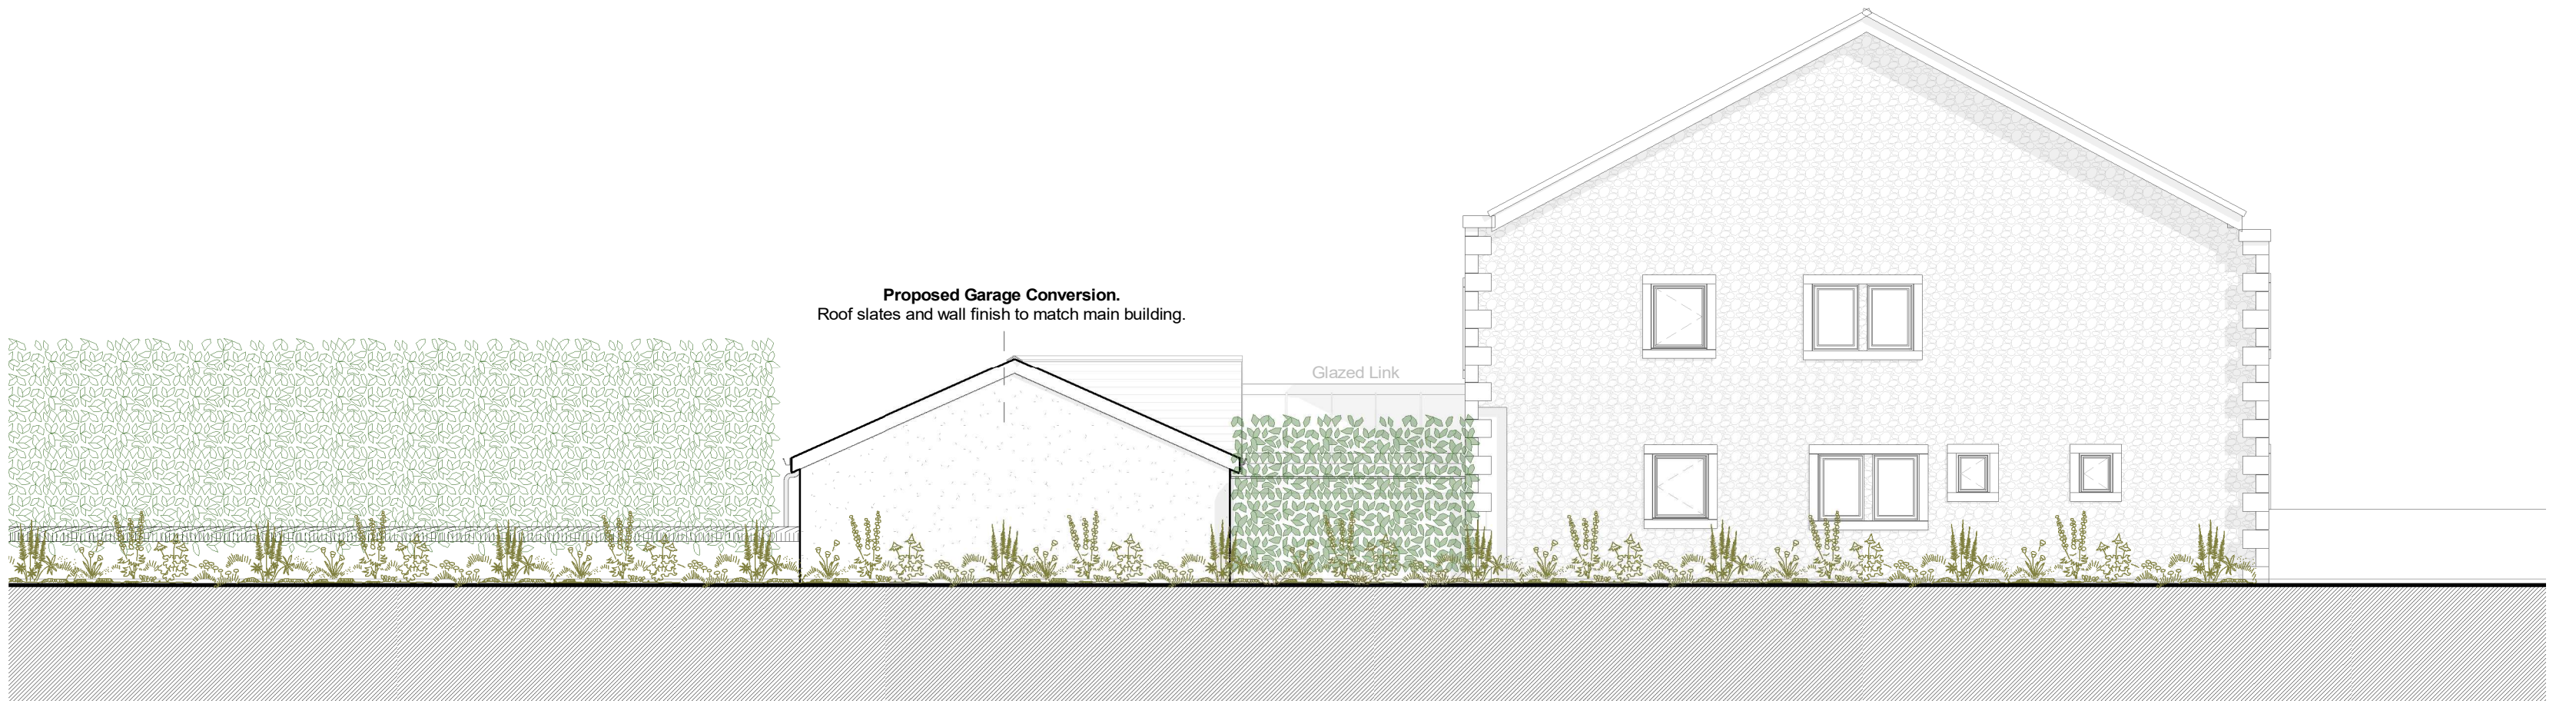 Proposed Garage Conversion.
Roof slates and wall finish to match main building.
Glazed Link